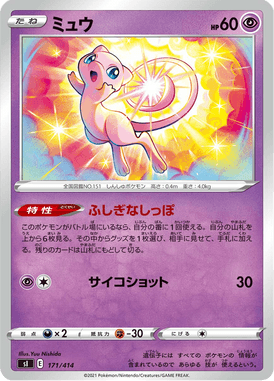 たね ミュウ HP60
全国図鑑NO.151 しんしゅポケモン 高さ:0.4m 重さ:4.0kg
特性 ふしぎなしっぽ
このポケモンがバトル場にいるなら、自分の番に1回使える。自分の山札を
上から6枚見る。その中からグッズを1枚選び、相手に見せて、手札に加え
る。残りのカードは山札にもどして切る。
サイコショット 30
弱点 ×2 抵抗力 -30 にげる
illus. Yuu Nishida
sI E 171/414
©2021 Pokémon/Nintendo/Creatures/GAME FREAK.